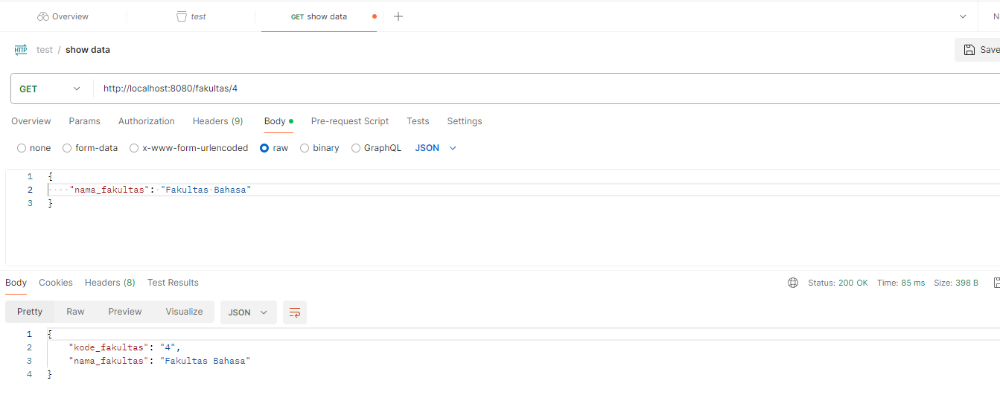 Overview test GET show data
N
HTTP test / show data Save
GET http://localhost:8080/fakultas/4
Overview Params Authorization Headers (9) Body Pre-request Script Tests Settings
none form-data x-www-form-urlencoded raw binary GraphQL JSON
1 {
2 "nama_fakultas": "Fakultas Bahasa"
3 }
Body Cookies Headers (8) Test Results Status: 200 OK Time: 85 ms Size: 398 B
Pretty Raw Preview Visualize JSON
1 {
2 "kode_fakultas": "4",
3 "nama_fakultas": "Fakultas Bahasa"
4 }